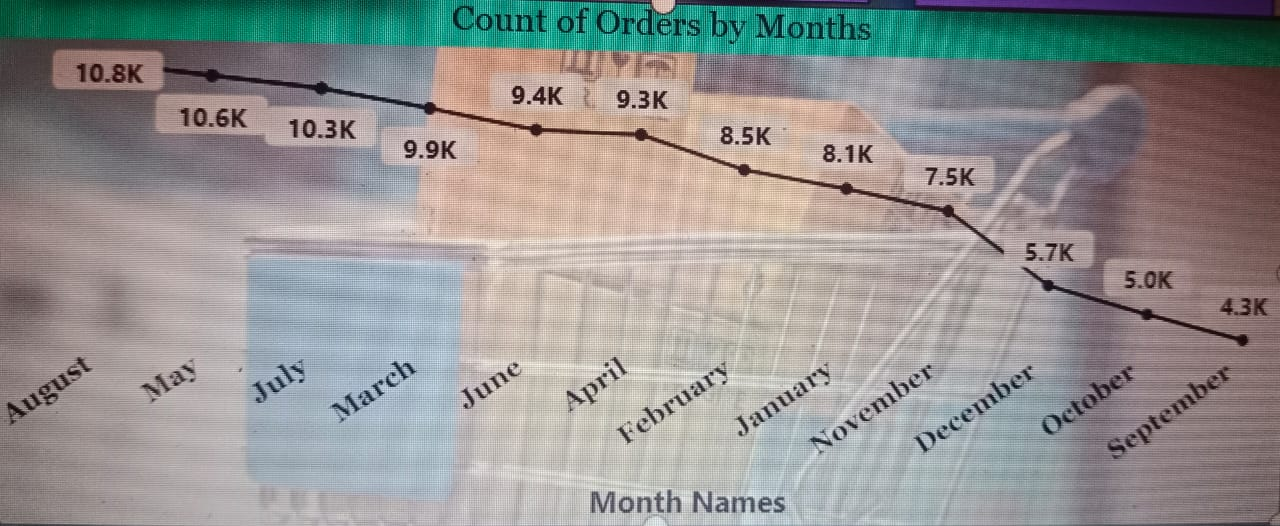 Count of Orders by Months
10.8K
10.6K
10.3K
9.9K
9.4K
9.3K
8.5K
8.1K
7.5K
5.7K
5.0K
4.3K
August
May
July
March
June
April
February
January
November
December
October
September
Month Names